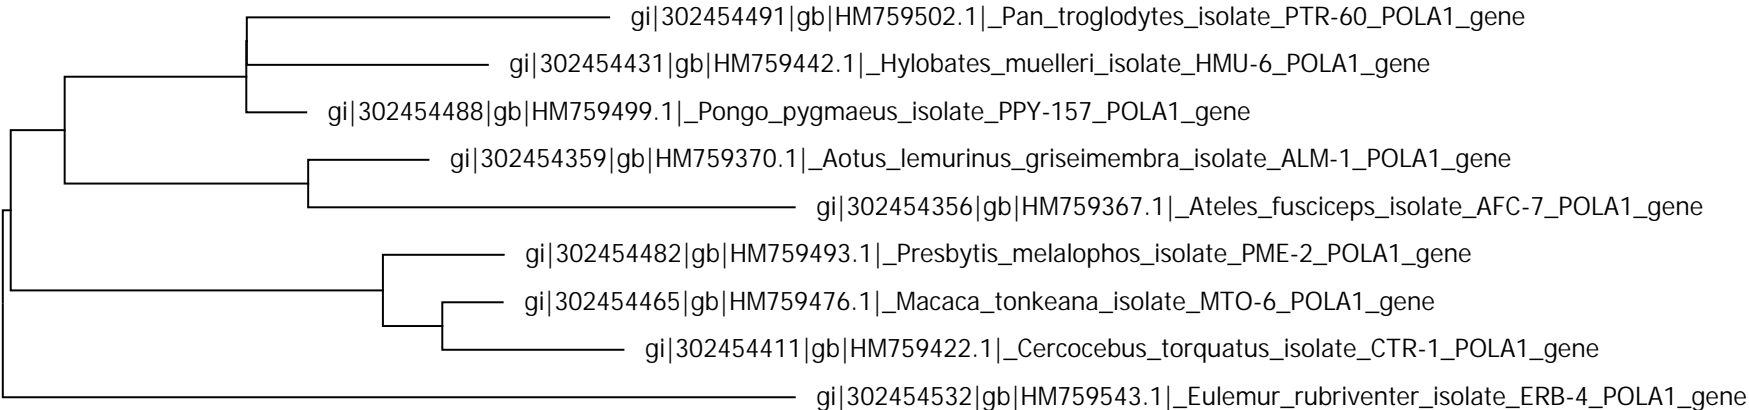 gi|302454491|gb|HM759502.1|_Pan_troglodytes_isolate_PTR-60_POLA1_gene
gi|302454431|gb|HM759442.1|_Hylobates_muelleri_isolate_HMU-6_POLA1_gene
gi|302454488|gb|HM759499.1|_Pongo_pygmaeus_isolate_PPY-157_POLA1_gene
gi|302454359|gb|HM759370.1|_Aotus_lemurinus_griseimembra_isolate_ALM-1_POLA1_gene
gi|302454356|gb|HM759367.1|_Ateles_fusciceps_isolate_AFC-7_POLA1_gene
gi|302454482|gb|HM759493.1|_Presbytis_melalophos_isolate_PME-2_POLA1_gene
gi|302454465|gb|HM759476.1|_Macaca_tonkeana_isolate_MTO-6_POLA1_gene
gi|302454411|gb|HM759422.1|_Cercocebus_torquatus_isolate_CTR-1_POLA1_gene
gi|302454532|gb|HM759543.1|_Eulemur_rubriventer_isolate_ERB-4_POLA1_gene